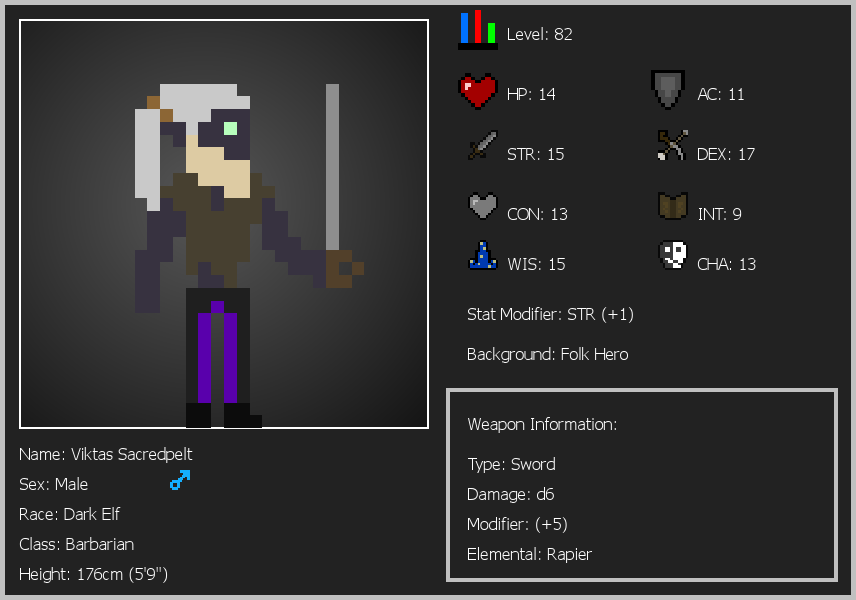 Level: 82
HP: 14
AC: 11
STR: 15
DEX: 17
CON: 13
INT: 9
WIS: 15
CHA: 13
Stat Modifier: STR (+1)
Background: Folk Hero
Weapon Information:
Type: Sword
Damage: d6
Modifier: (+5)
Elemental: Rapier
Name: Viktas Sacredpelt
Sex: Male
Race: Dark Elf
Class: Barbarian
Height: 176cm (5'9")